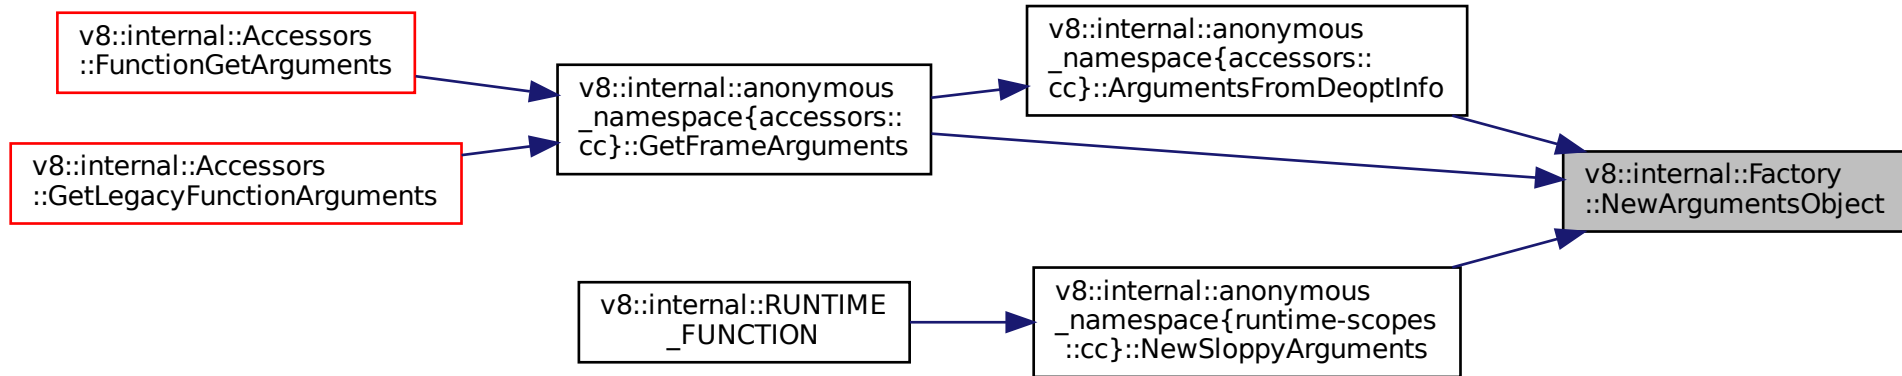 v8::internal::Accessors
::FunctionGetArguments
v8::internal::Accessors
::GetLegacyFunctionArguments
v8::internal::anonymous
_namespace{accessors::
cc}::GetFrameArguments
v8::internal::RUNTIME
_FUNCTION
v8::internal::anonymous
_namespace{accessors::
cc}::ArgumentsFromDeoptInfo
v8::internal::anonymous
_namespace{runtime-scopes
::cc}::NewSloppyArguments
v8::internal::Factory
::NewArgumentsObject